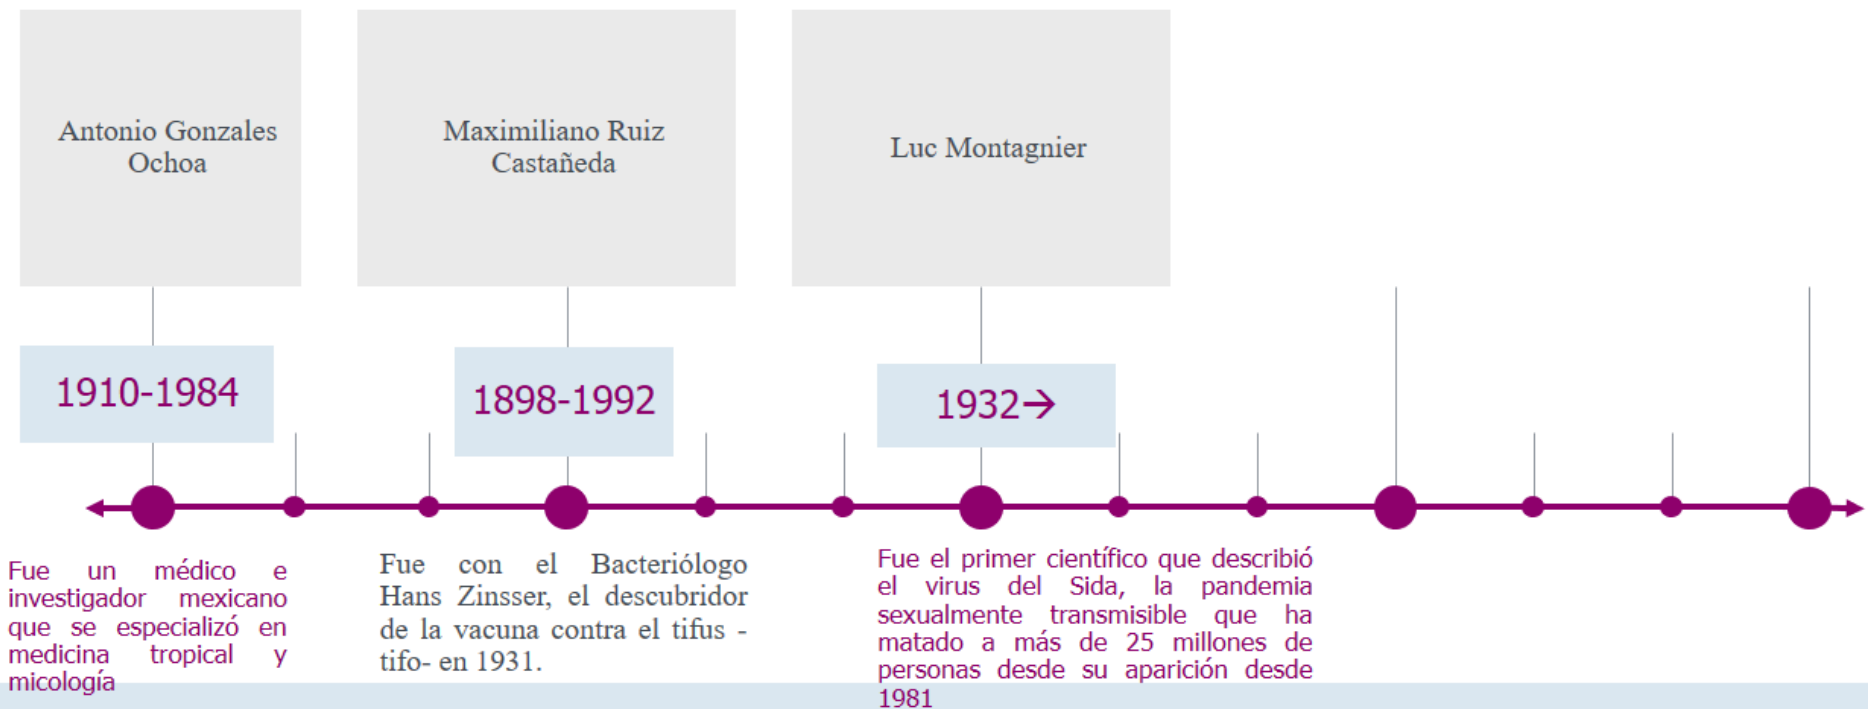 Antonio Gonzales
Ochoa
Maximiliano Ruiz
Castañeda
Luc Montagnier
1910-1984
1898-1992
1932→
Fue un médico e
investigador mexicano
que se especializó en
medicina tropical y
micología
Fue con el Bacteriólogo
Hans Zinsser, el descubridor
de la vacuna contra el tifus -
tifo- en 1931.
Fue el primer científico que describió
el virus del Sida, la pandemia
sexualmente transmisible que ha
matado a más de 25 millones de
personas desde su aparición desde
1981